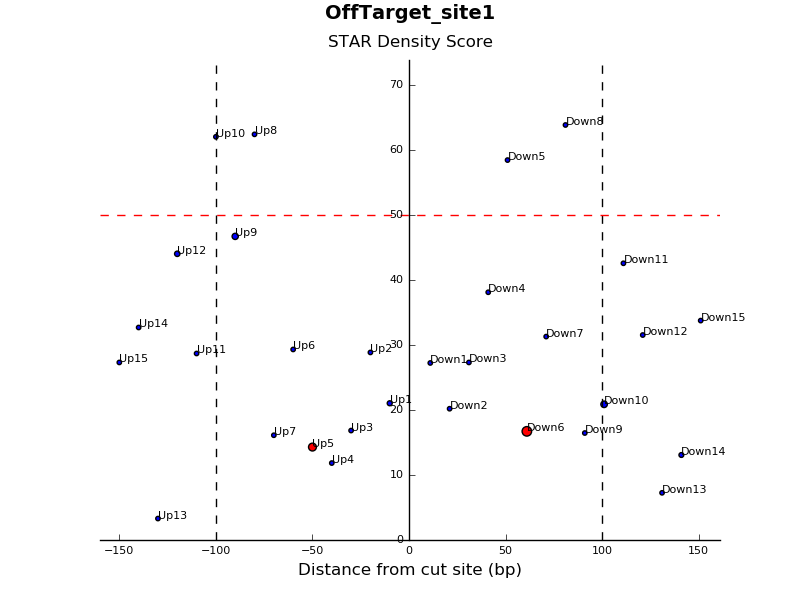 OffTarget_site1
STAR Density Score
70
Up10
Up8
Down8
60
Down5
50
Up9
Up12
Down11
40
Down4
Up14
Down15
Down12
Down7
30
Up6
Up2
Up11
Up15
Down1
Down3
Up1
Down10
20
Down2
Up3
Down6
Down9
Up7
Up5
Up4
Down14
10
Down13
Up13
0
−150
−100
−50
0
50
100
150
Distance from cut site (bp)